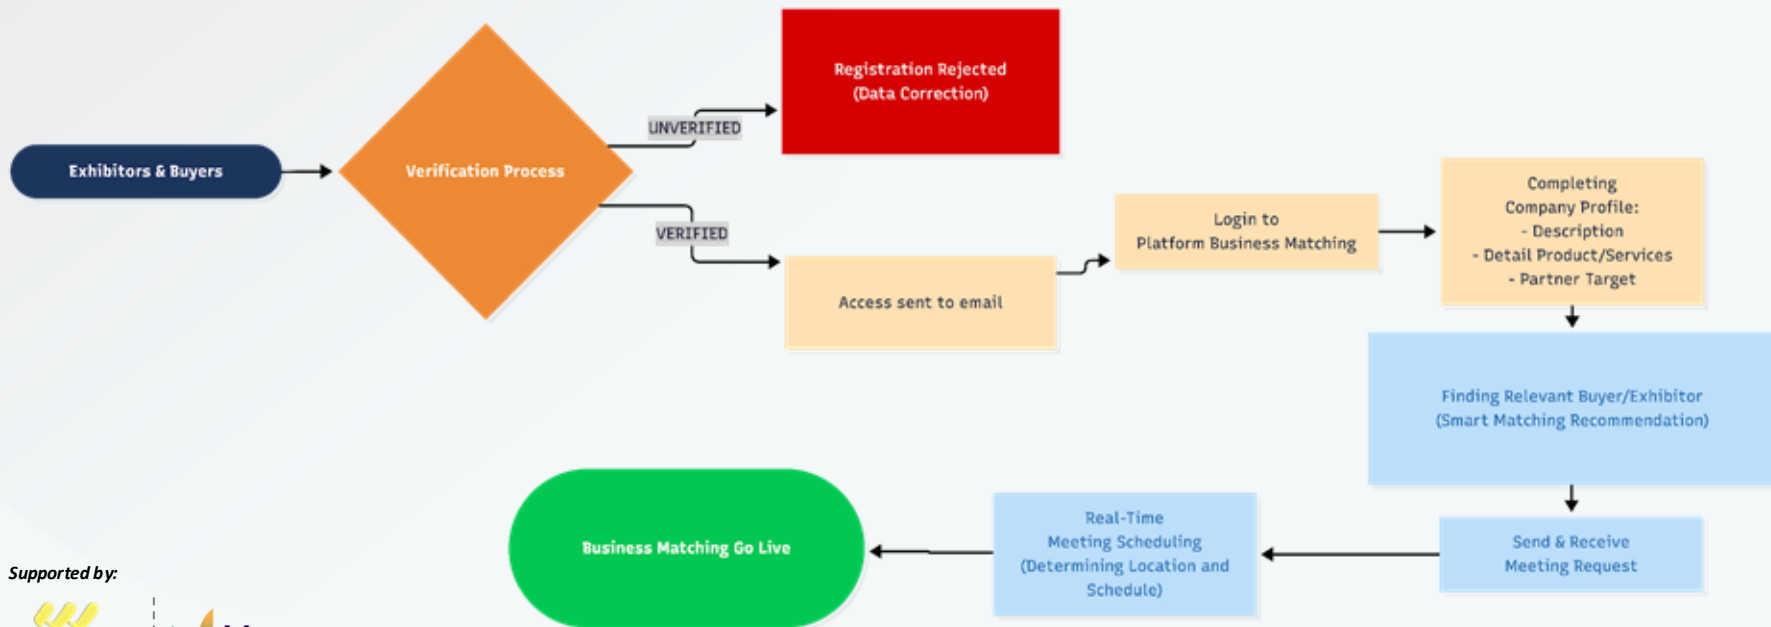 Registration Rejected
(Data Correction)
UNVERIFIED
Exhibitors & Buyers
Verification Process
VERIFIED
Access sent to email
Login to
Platform Business Matching
Completing
Company Profile:
- Description
- Detail Product/Services
- Partner Target
Finding Relevant Buyer/Exhibitor
(Smart Matching Recommendation)
Send & Receive
Meeting Request
Real-Time
Meeting Scheduling
(Determining Location and
Schedule)
Business Matching Go Live
Supported by: